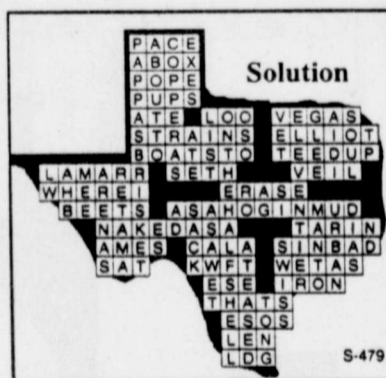 PACE
ABOX
POPE
Solution
PUPS
ATE LOO VEGAS
STRAINS ELLIOT
BOATSTO TEEDUP
LAMARR SETH VEIL
WHEREI ERASE
BEETS ASAHOGINMUD
NAKEDASA TARIN
AMES CALA SINBAD
SAT KWFT WETAS
ESE IRON
THATS
ESOS
LEN
LDG
S-479